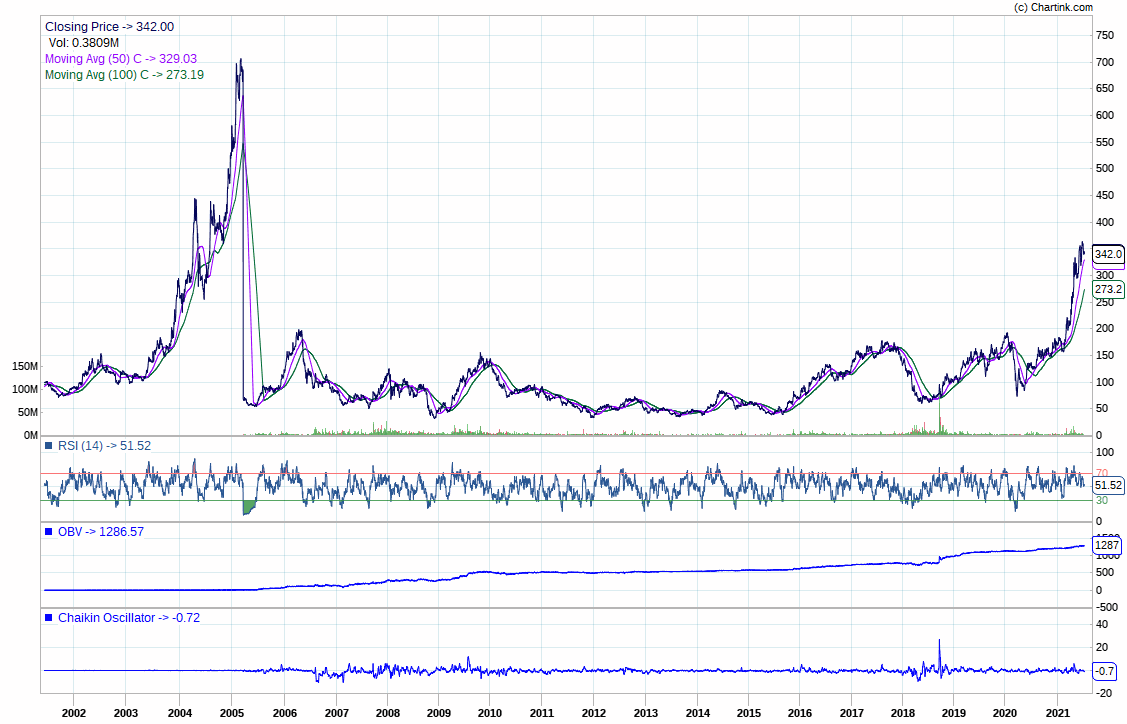 (c) Chartink.com
Closing Price -> 342.00
Vol: 0.3809M
Moving Avg (50) C -> 329.03
Moving Avg (100) C -> 273.19
750
700
650
600
550
500
450
400
342.0
300
273.2
250
200
150
100
50
0
150M
100M
50M
0M
RSI (14) -> 51.52
100
70
51.52
30
0
OBV -> 1286.57
1500
1287
1000
500
0
-500
Chaikin Oscillator -> -0.72
40
20
-0.7
-20
2002 2003 2004 2005 2006 2007 2008 2009 2010 2011 2012 2013 2014 2015 2016 2017 2018 2019 2020 2021